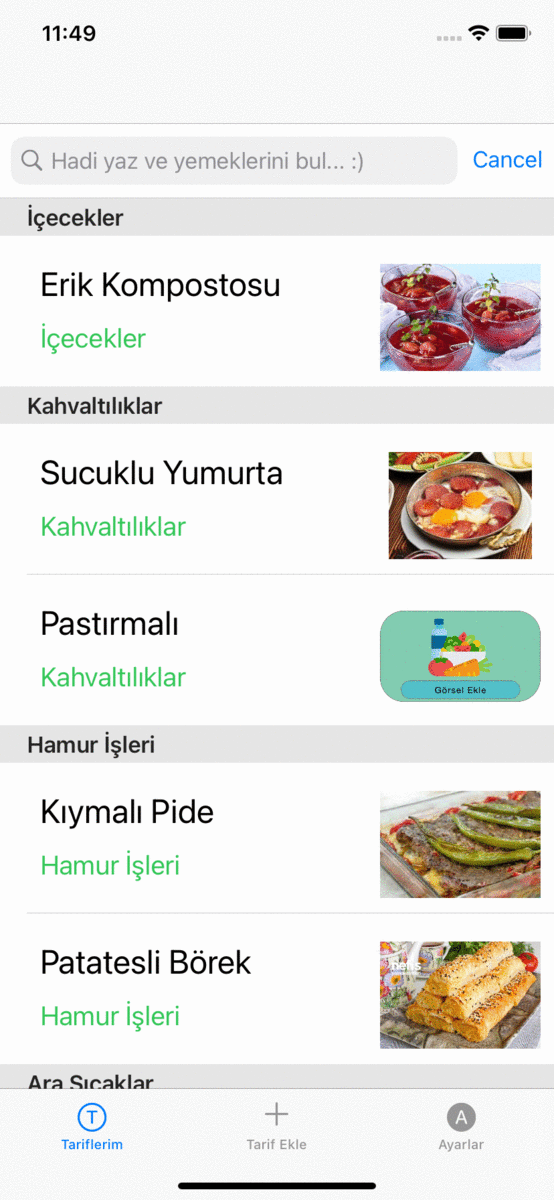 11:49
Hadi yaz ve yemeklerini bul... :)
Cancel
İçecekler
Erik Kompostosu
İçecekler
Kahvaltılıklar
Sucuklu Yumurta
Kahvaltılıklar
Pastırmalı
Kahvaltılıklar
Görsel Ekle
Hamur İşleri
Kıymalı Pide
Hamur İşleri
Patatesli Börek
Hamur İşleri
Ara Sıcaklar
T
Tariflerim
Tarif Ekle
A
Ayarlar